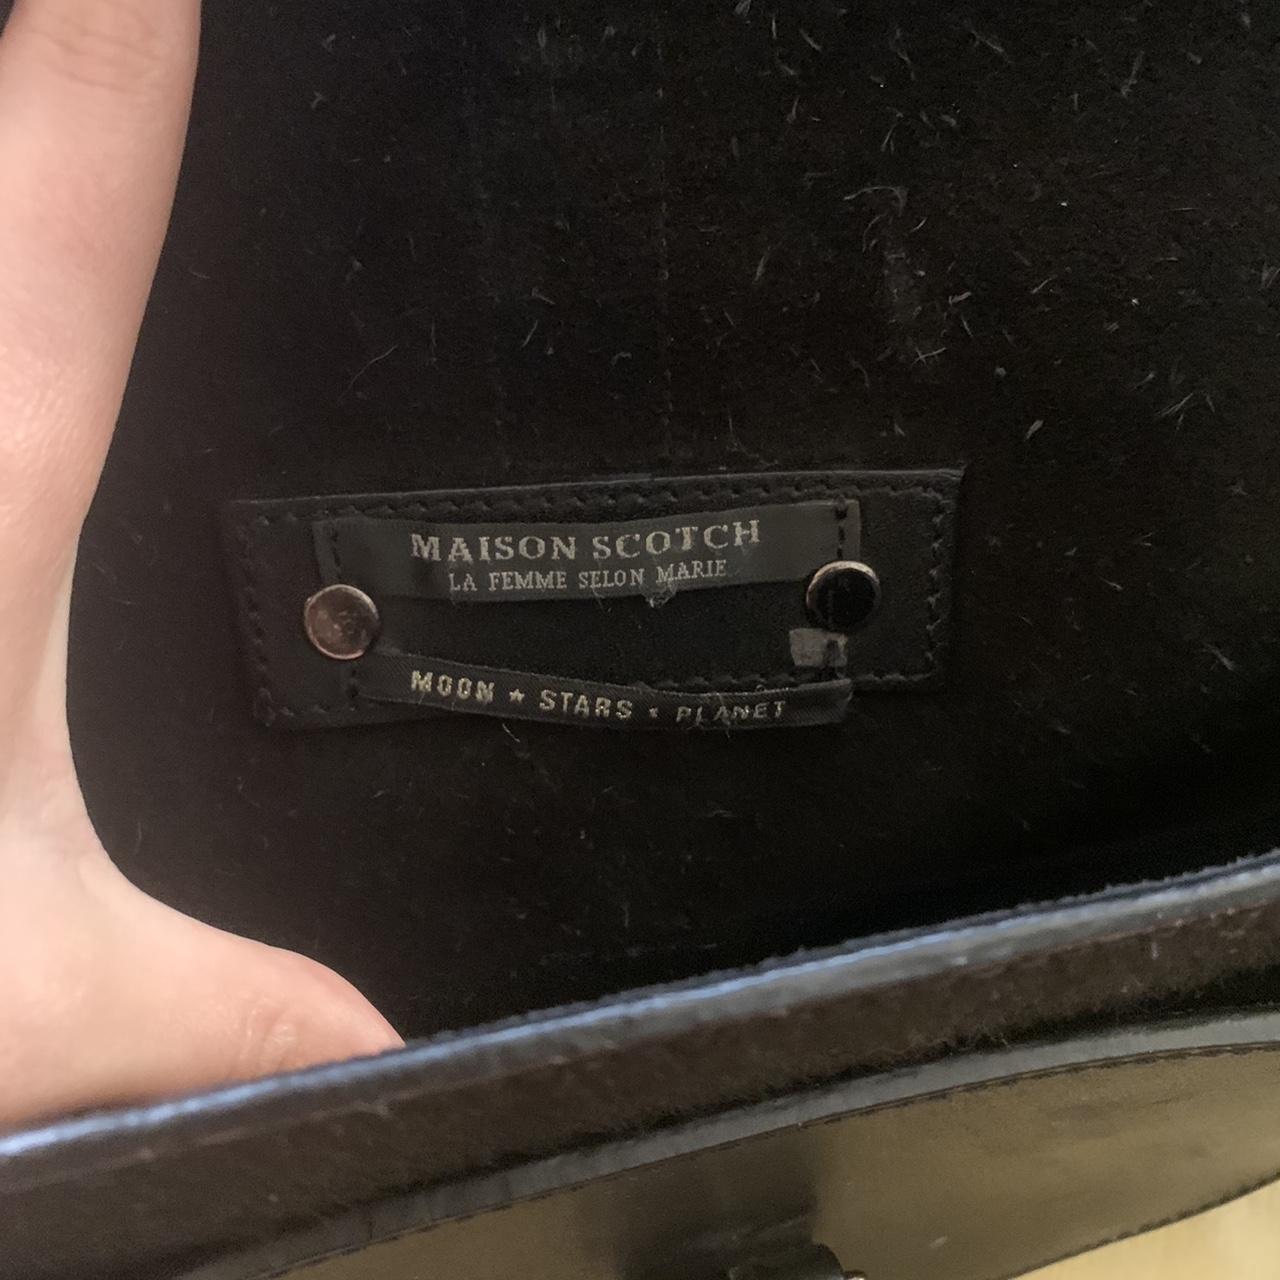 MAISON SCOTCH
LA FEMME SELON MARIE
MOON ★ STARS ★ PLANET